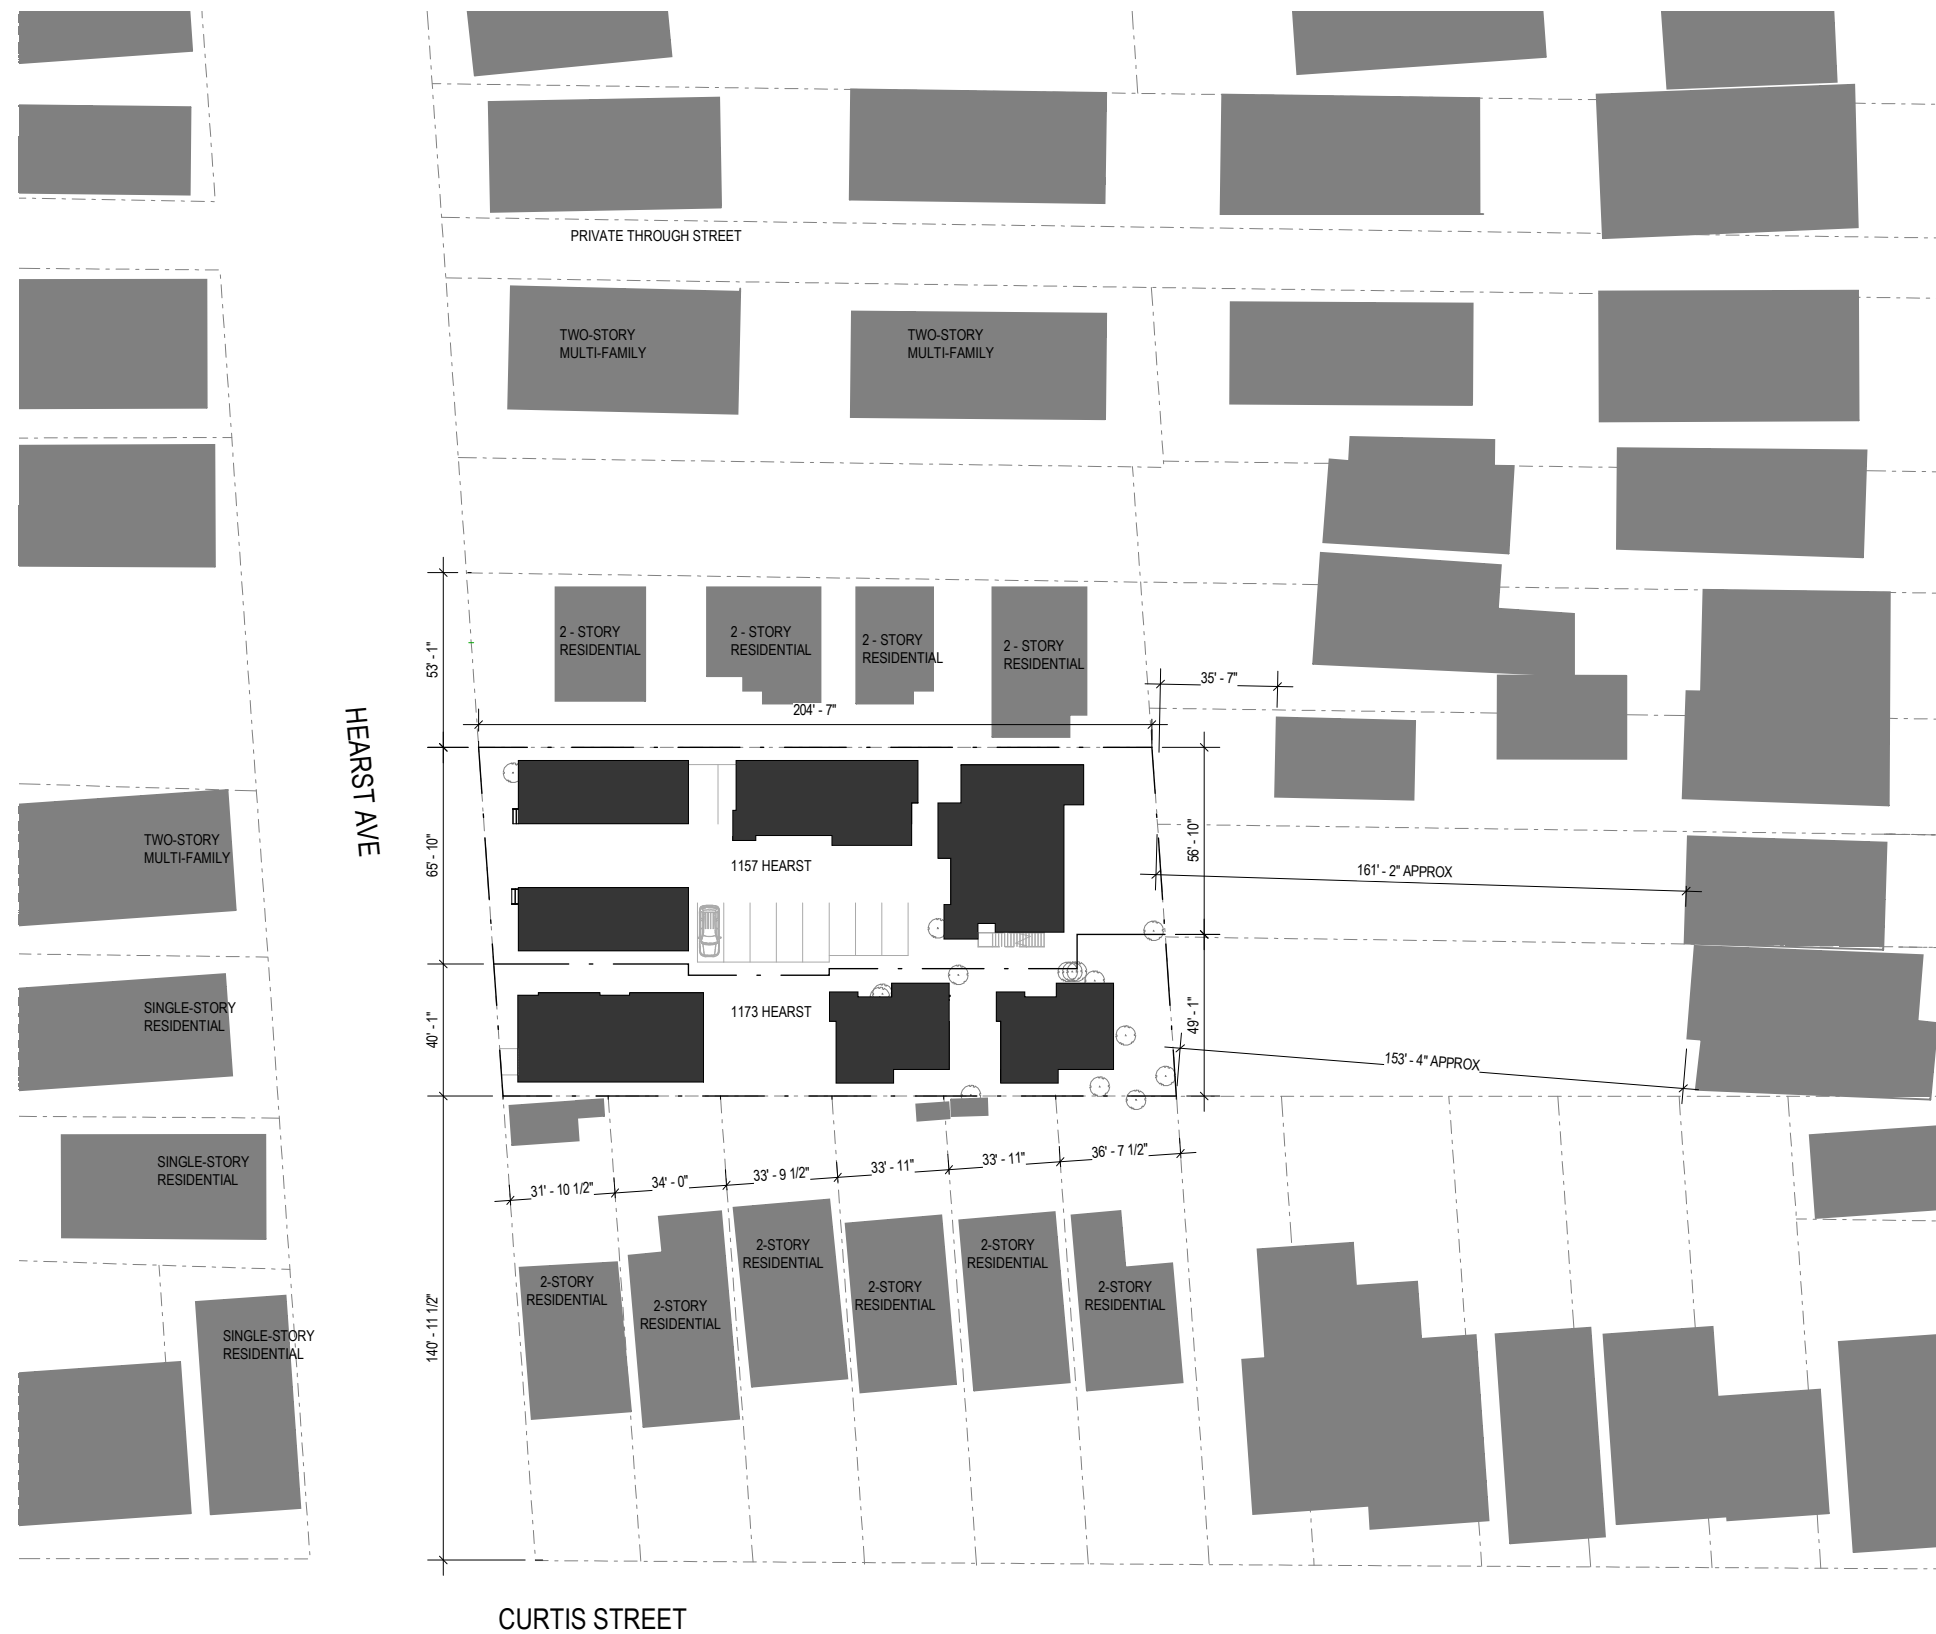 PRIVATE THROUGH STREET
TWO-STORY
MULTI-FAMILY
TWO-STORY
MULTI-FAMILY
53' - 1"
2 - STORY
RESIDENTIAL
2 - STORY
RESIDENTIAL
2 - STORY
RESIDENTIAL
2 - STORY
RESIDENTIAL
35' - 7"
204' - 7"
HEARST AVE
TWO-STORY
MULTI-FAMILY
65' - 10"
1157 HEARST
56' - 10"
161' - 2" APPROX
SINGLE-STORY
RESIDENTIAL
40' - 1"
1173 HEARST
49' - 1"
153' - 4" APPROX
SINGLE-STORY
RESIDENTIAL
31' - 10 1/2"
34' - 0"
33' - 9 1/2"
33' - 11"
33' - 11"
36' - 7 1/2"
140' - 11 1/2"
2-STORY
RESIDENTIAL
2-STORY
RESIDENTIAL
2-STORY
RESIDENTIAL
2-STORY
RESIDENTIAL
2-STORY
RESIDENTIAL
2-STORY
RESIDENTIAL
SINGLE-STORY
RESIDENTIAL
CURTIS STREET